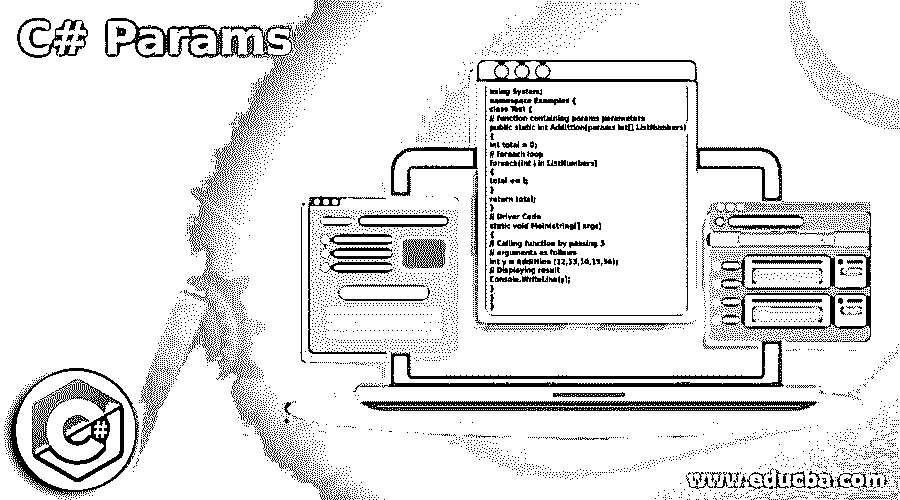 C# Params
using System;
namespace Examples {
class Test {
// function containing params parameters
public static int Addittion(params int[] ListNumbers)
{
int total = 0;
// foreach loop
foreach(int i in ListNumbers)
{
total += i;
}
return total;
}
// Driver Code
static void Main(string[] args)
{
// Calling function by passing 5
// arguments as follows
int y = Addittion (12,13,10,15,56);
// Displaying result
Console.WriteLine(y);
}
}
}
#
www.educba.com